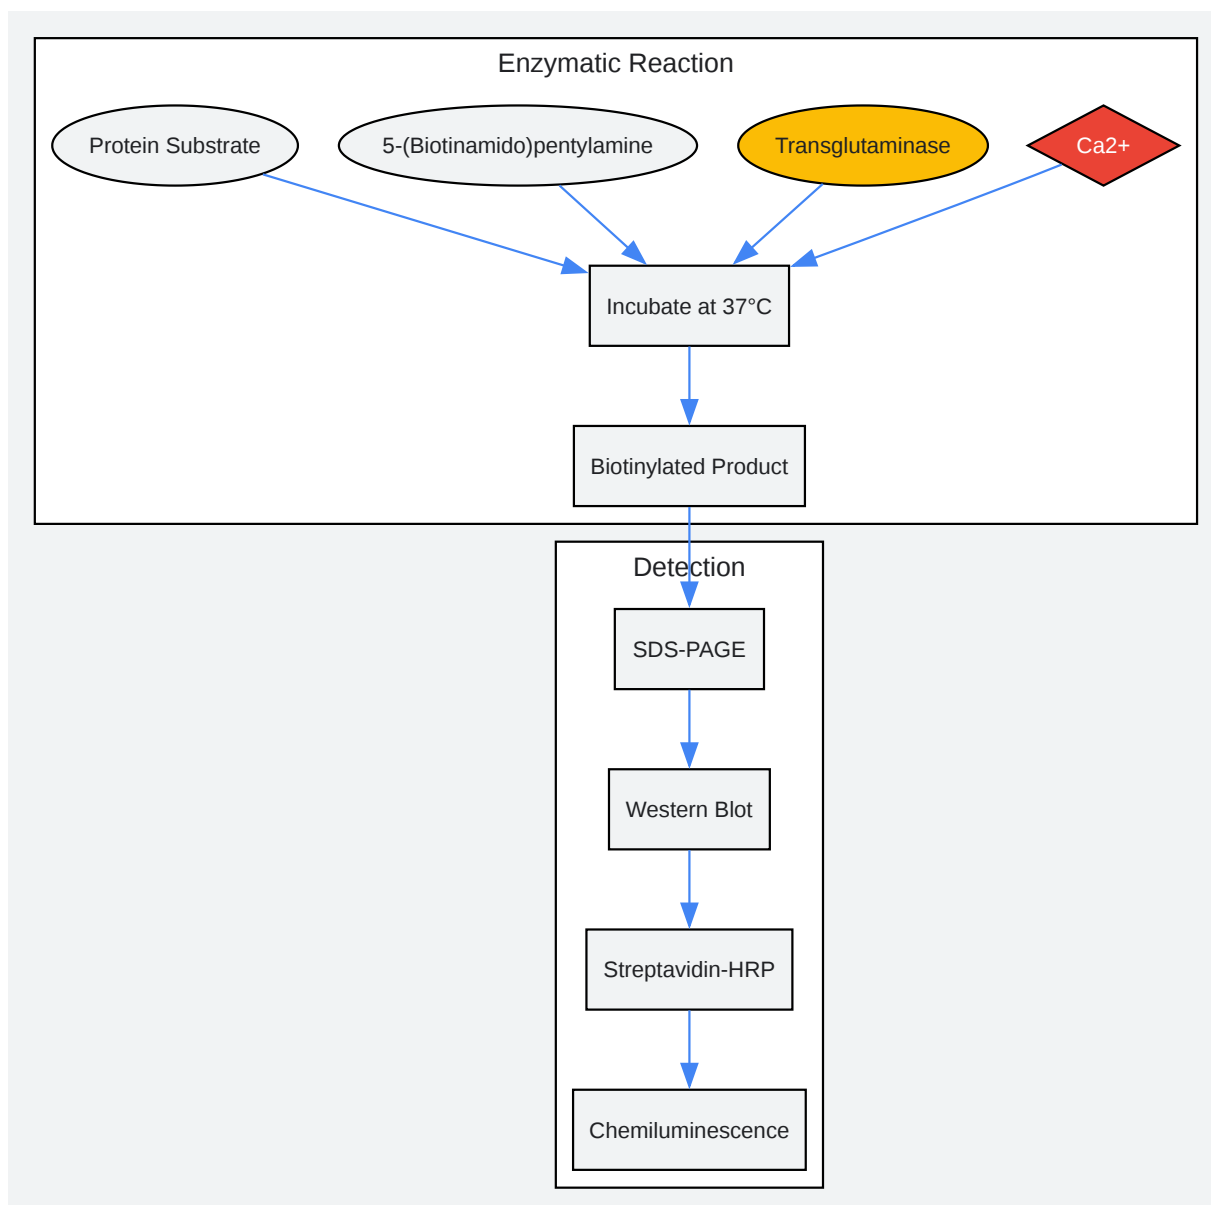 Enzymatic Reaction
Protein Substrate
5-(Biotinamido)pentylamine
Transglutaminase
Ca2+
Incubate at 37°C
Biotinylated Product
Detection
SDS-PAGE
Western Blot
Streptavidin-HRP
Chemiluminescence